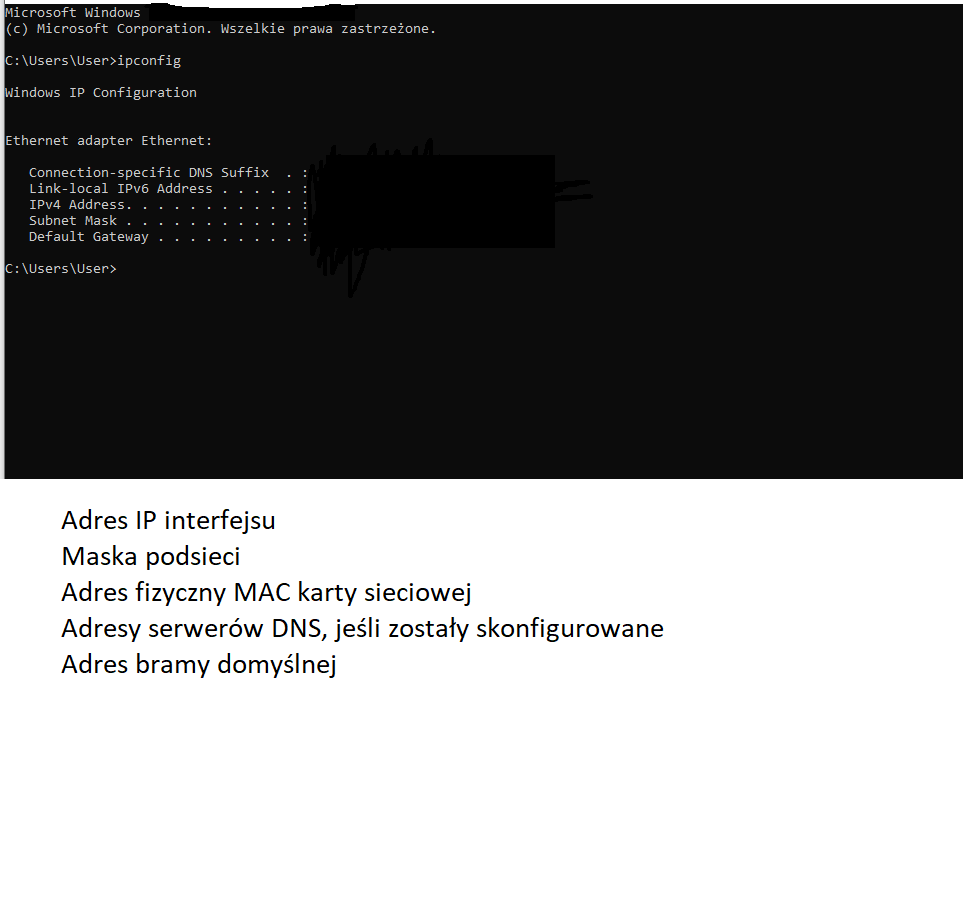 Microsoft Windows
(c) Microsoft Corporation. Wszelkie prawa zastrzeżone.
C:\Users\User>ipconfig
Windows IP Configuration
Ethernet adapter Ethernet:
Connection-specific DNS Suffix . :
Link-local IPv6 Address . . . . . :
IPv4 Address. . . . . . . . . . . :
Subnet Mask . . . . . . . . . . . :
Default Gateway . . . . . . . . . :
C:\Users\User>
Adres IP interfejsu
Maska podsieci
Adres fizyczny MAC karty sieciowej
Adresy serwerów DNS, jeśli zostały skonfigurowane
Adres bramy domyślnej